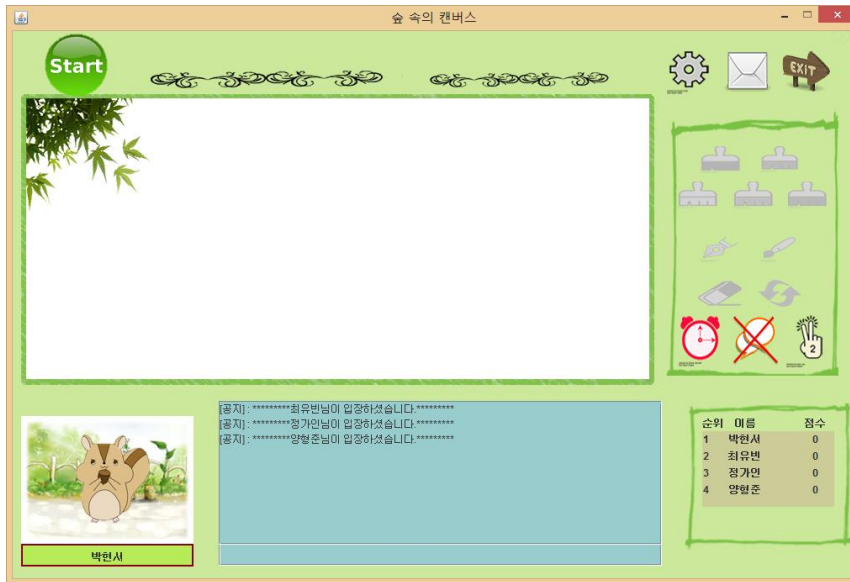 숲 속의 캔버스
Start
EXIT
2
[공지] : *********최유빈님이 입장하셨습니다.*********
[공지] : *********정가인님이 입장하셨습니다.*********
[공지] : *********양형준님이 입장하셨습니다.*********
순위 이름 점수
1 박현서 0
2 최유빈 0
3 정가인 0
4 양형준 0
박현서